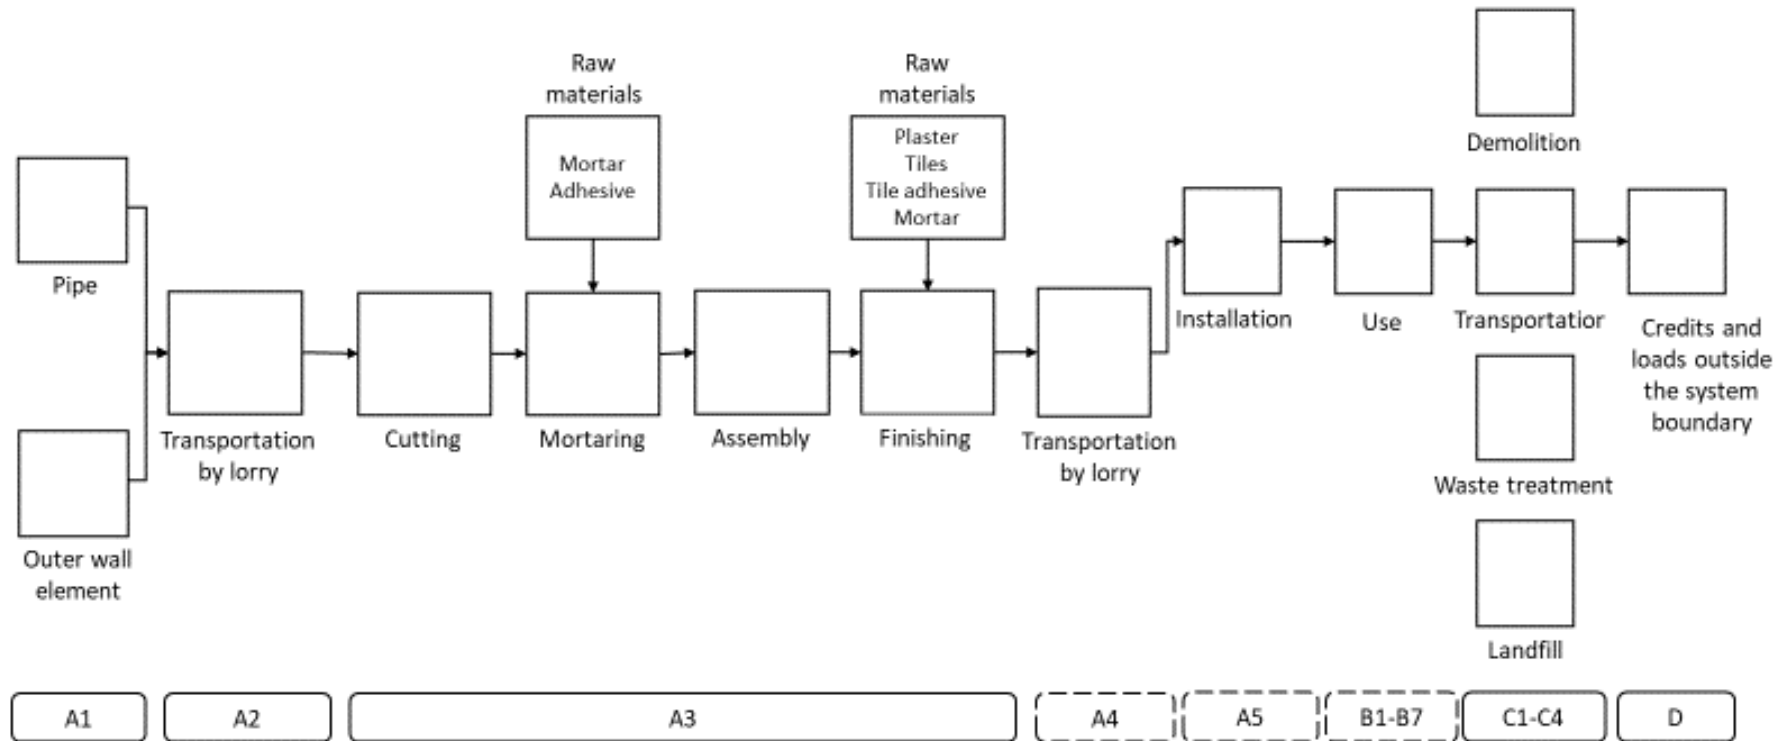 Pipe
Outer wall
element
Transportation
by lorry
Cutting
Raw
materials
Mortar
Adhesive
Mortaring
Assembly
Raw
materials
Plaster
Tiles
Tile adhesive
Mortar
Finishing
Transportation
by lorry
Installation
Use
Demolition
Transportatior
Waste treatment
Landfill
Credits and
loads outside
the system
boundary
A1
A2
A3
A4
A5
B1-B7
C1-C4
D